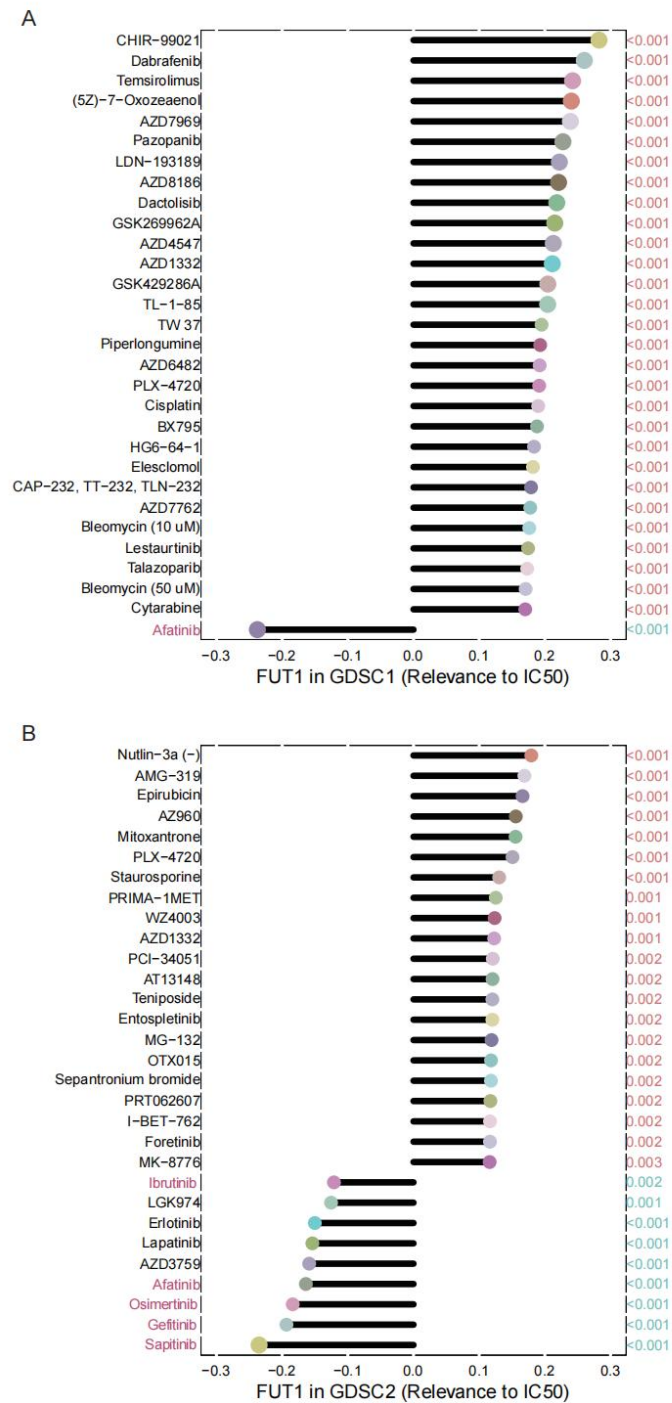 A
CHIR−99021 <0.001
Dabrafenib <0.001
Temsirolimus <0.001
(5Z)−7−Oxozeaenol <0.001
AZD7969 <0.001
Pazopanib <0.001
LDN−193189 <0.001
AZD8186 <0.001
Dactolisib <0.001
GSK269962A <0.001
AZD4547 <0.001
AZD1332 <0.001
GSK429286A <0.001
TL−1−85 <0.001
TW 37 <0.001
Piperlongumine <0.001
AZD6482 <0.001
PLX−4720 <0.001
Cisplatin <0.001
BX795 <0.001
HG6−64−1 <0.001
Elesclomol <0.001
CAP−232, TT−232, TLN−232 <0.001
AZD7762 <0.001
Bleomycin (10 uM) <0.001
Lestaurtinib <0.001
Talazoparib <0.001
Bleomycin (50 uM) <0.001
Cytarabine <0.001
Afatinib <0.001
−0.3 −0.2 −0.1 0.0 0.1 0.2 0.3
FUT1 in GDSC1 (Relevance to IC50)
B
Nutlin−3a (−) <0.001
AMG−319 <0.001
Epirubicin <0.001
AZ960 <0.001
Mitoxantrone <0.001
PLX−4720 <0.001
Staurosporine <0.001
PRIMA−1MET 0.001
WZ4003 0.001
AZD1332 0.001
PCI−34051 0.002
AT13148 0.002
Teniposide 0.002
Entospletinib 0.002
MG−132 0.002
OTX015 0.002
Sepantronium bromide 0.002
PRT062607 0.002
I−BET−762 0.002
Foretinib 0.002
MK−8776 0.003
Ibrutinib 0.002
LGK974 0.001
Erlotinib <0.001
Lapatinib <0.001
AZD3759 <0.001
Afatinib <0.001
Osimertinib <0.001
Gefitinib <0.001
Sapitinib <0.001
−0.3 −0.2 −0.1 0.0 0.1 0.2 0.3
FUT1 in GDSC2 (Relevance to IC50)